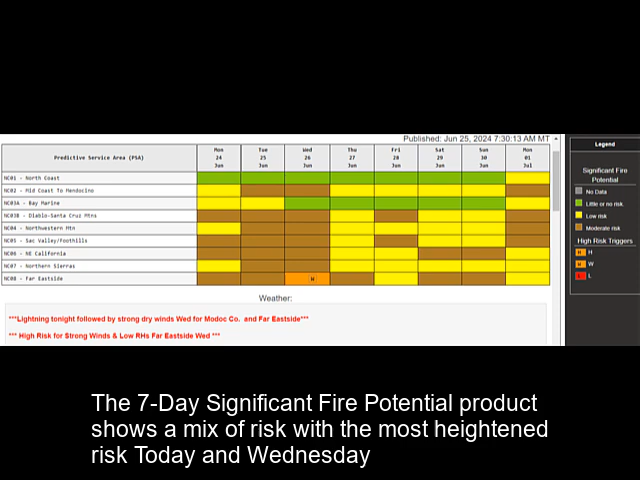 Published: Jun 25, 2024 7:30:13 AM MT
Predictive Service Area (PSA)
Mon 24 Jun
Tue 25 Jun
Wed 26 Jun
Thu 27 Jun
Fri 28 Jun
Sat 29 Jun
Sun 30 Jun
Mon 01 Jul
NC01 - North Coast
NC02 - Mid Coast To Mendocino
NC03A - Bay Marine
NC03B - Diablo-Santa Cruz Mtns
NC04 - Northwestern Mtn
NC05 - Sac Valley/Foothills
NC06 - NE California
NC07 - Northern Sierras
NC08 - Far Eastside
W
Weather:
***Lightning tonight followed by strong dry winds Wed for Modoc Co. and Far Eastside***
*** High Risk for Strong Winds & Low RHs Far Eastside Wed ***
Legend
Significant Fire
Potential
No Data
Little or no risk.
Low risk
Moderate risk
High Risk Triggers
H H
W W
L L
The 7-Day Significant Fire Potential product
shows a mix of risk with the most heightened
risk Today and Wednesday